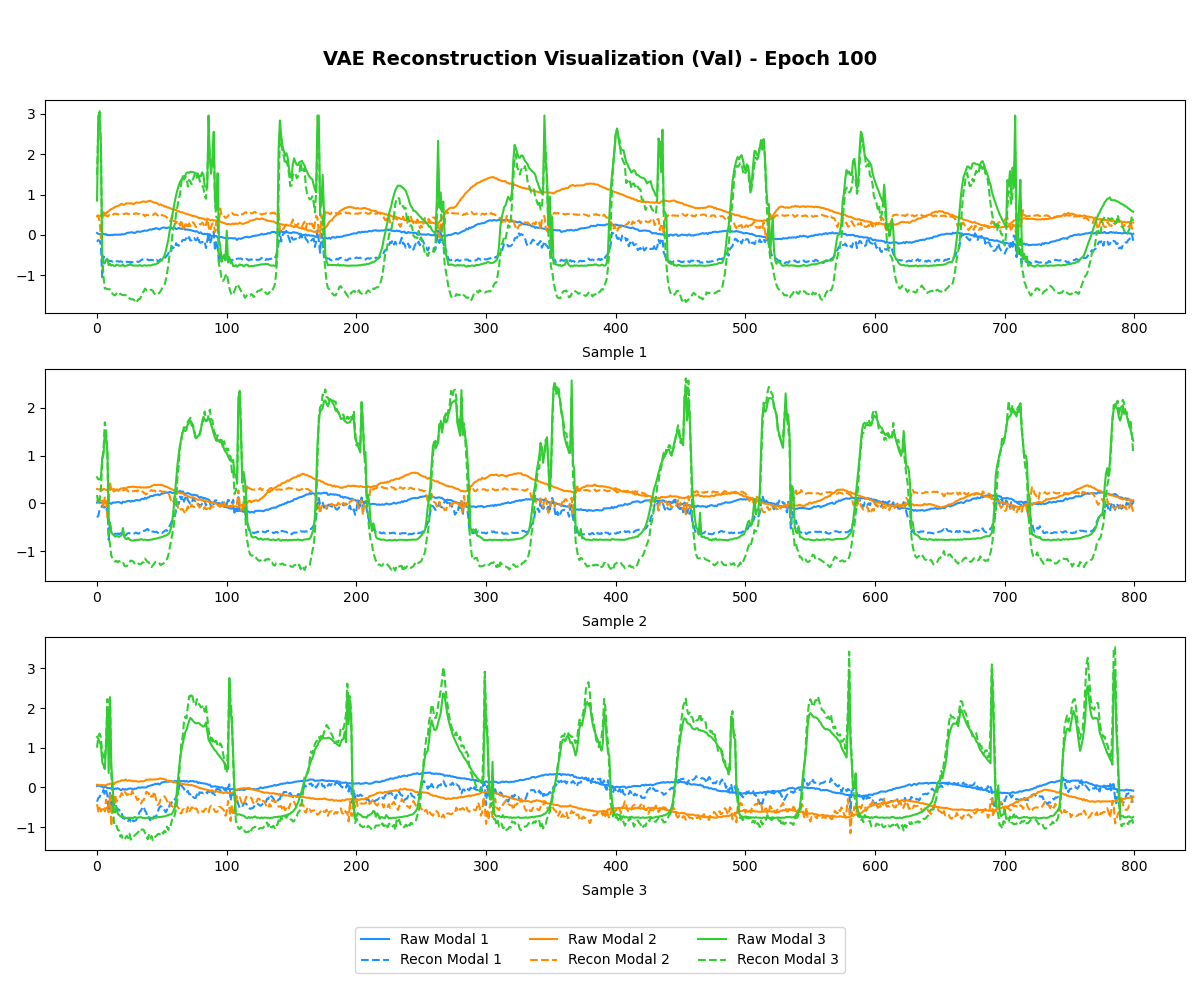 VAE Reconstruction Visualization (Val) - Epoch 100
3
2
1
0
−1
0 100 200 300 400 500 600 700 800
Sample 1
2
1
0
−1
0 100 200 300 400 500 600 700 800
Sample 2
3
2
1
0
−1
0 100 200 300 400 500 600 700 800
Sample 3
Raw Modal 1 Raw Modal 2 Raw Modal 3
Recon Modal 1 Recon Modal 2 Recon Modal 3